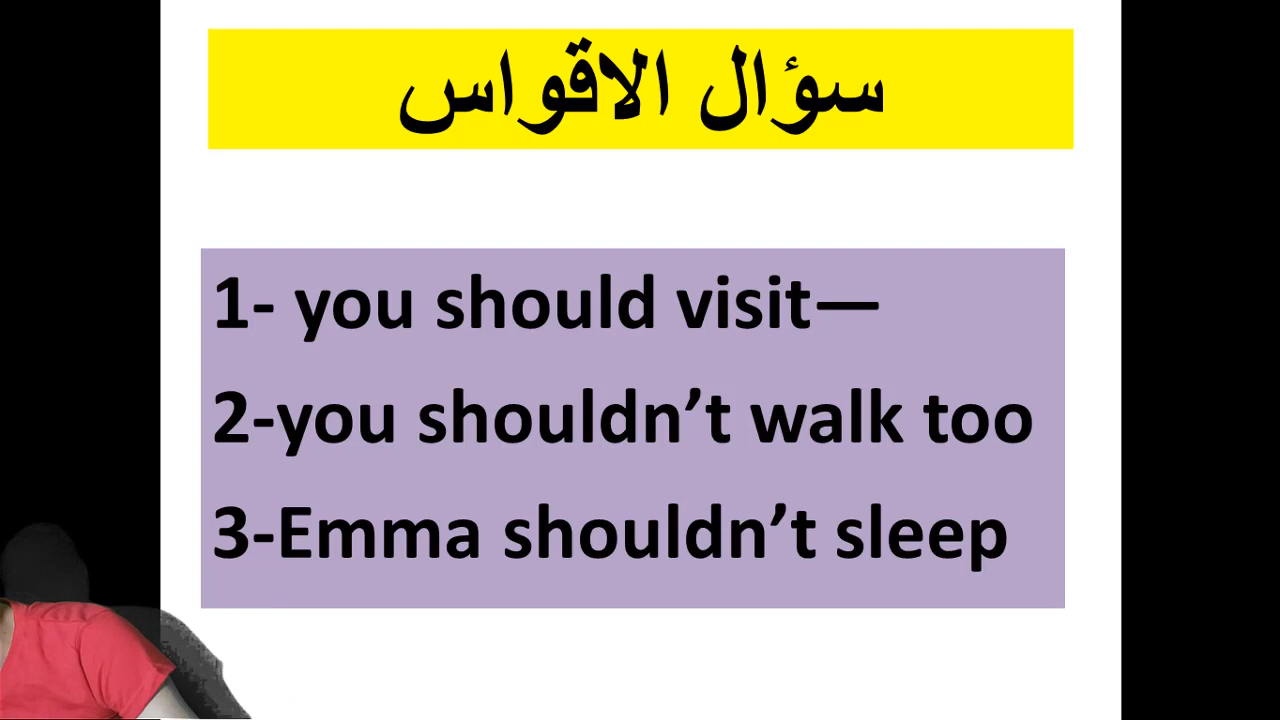 سؤال الاقواس
1- you should visit—
2-you shouldn’t walk too
3-Emma shouldn’t sleep